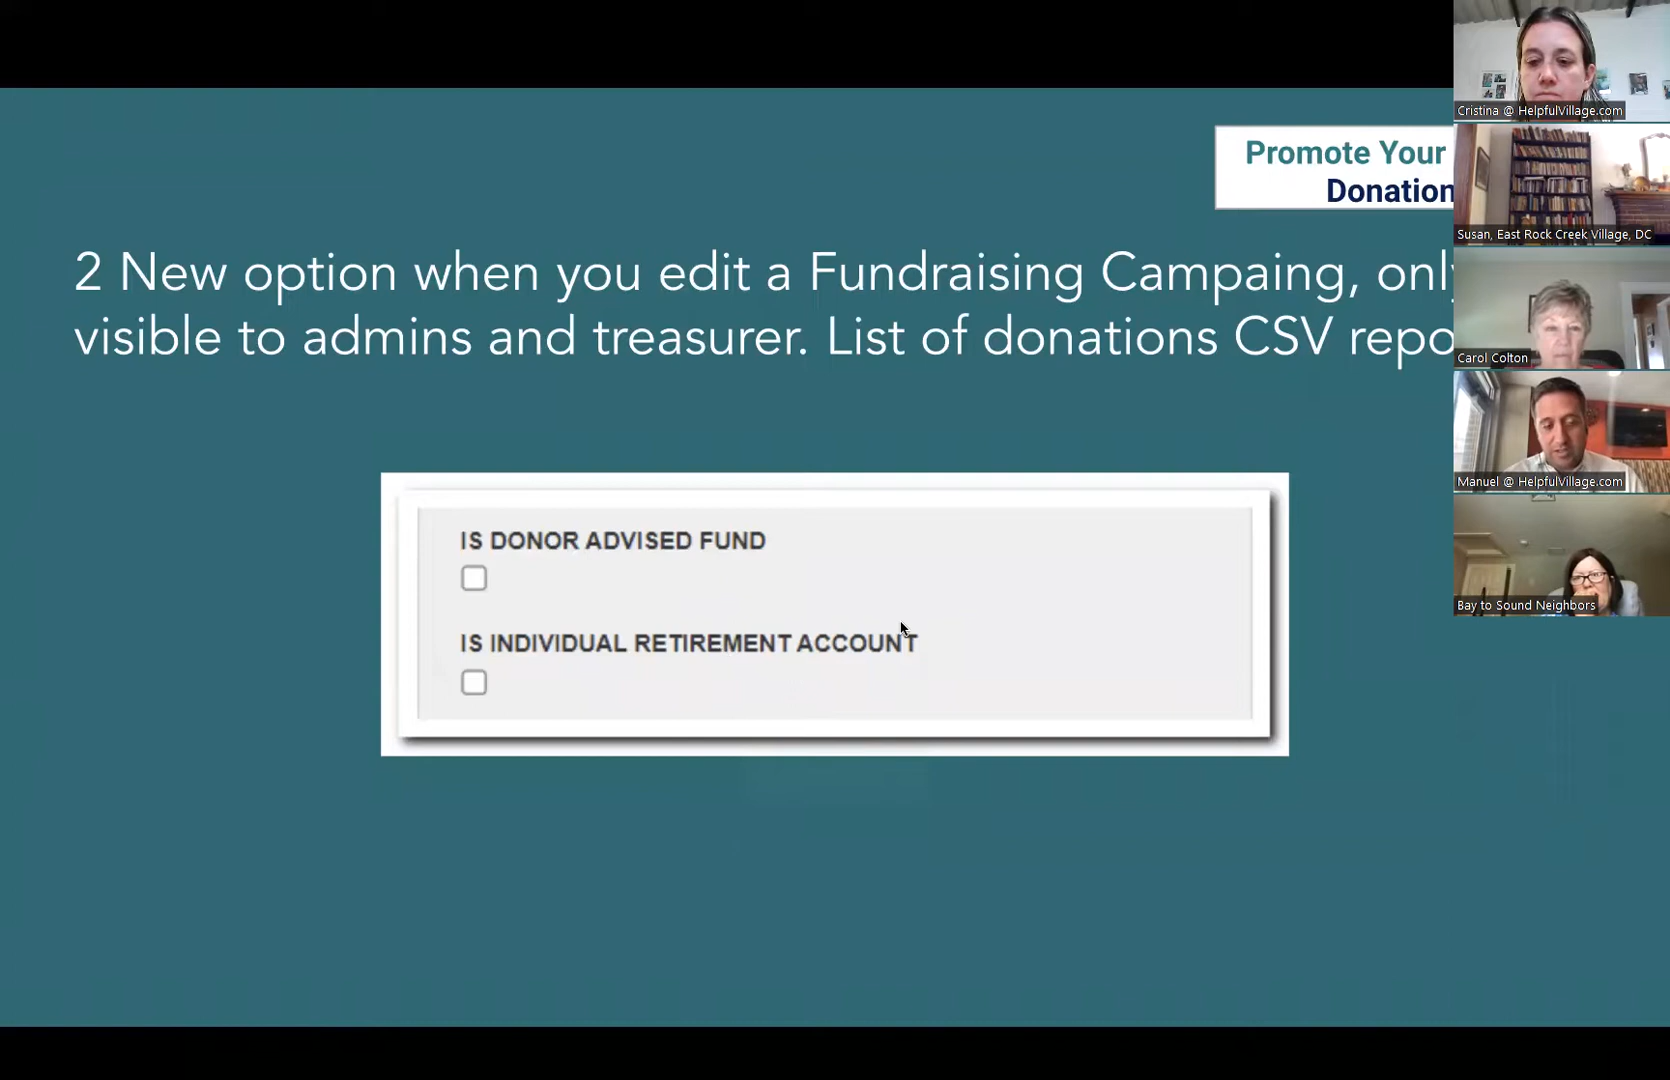 Promote Your
Donation
2 New option when you edit a Fundraising Campaing, only
visible to admins and treasurer. List of donations CSV repo
IS DONOR ADVISED FUND
IS INDIVIDUAL RETIREMENT ACCOUNT
Cristina @ HelpfulVillage.com
Susan, East Rock Creek Village, DC
Carol Colton
Manuel @ HelpfulVillage.com
Bay to Sound Neighbors